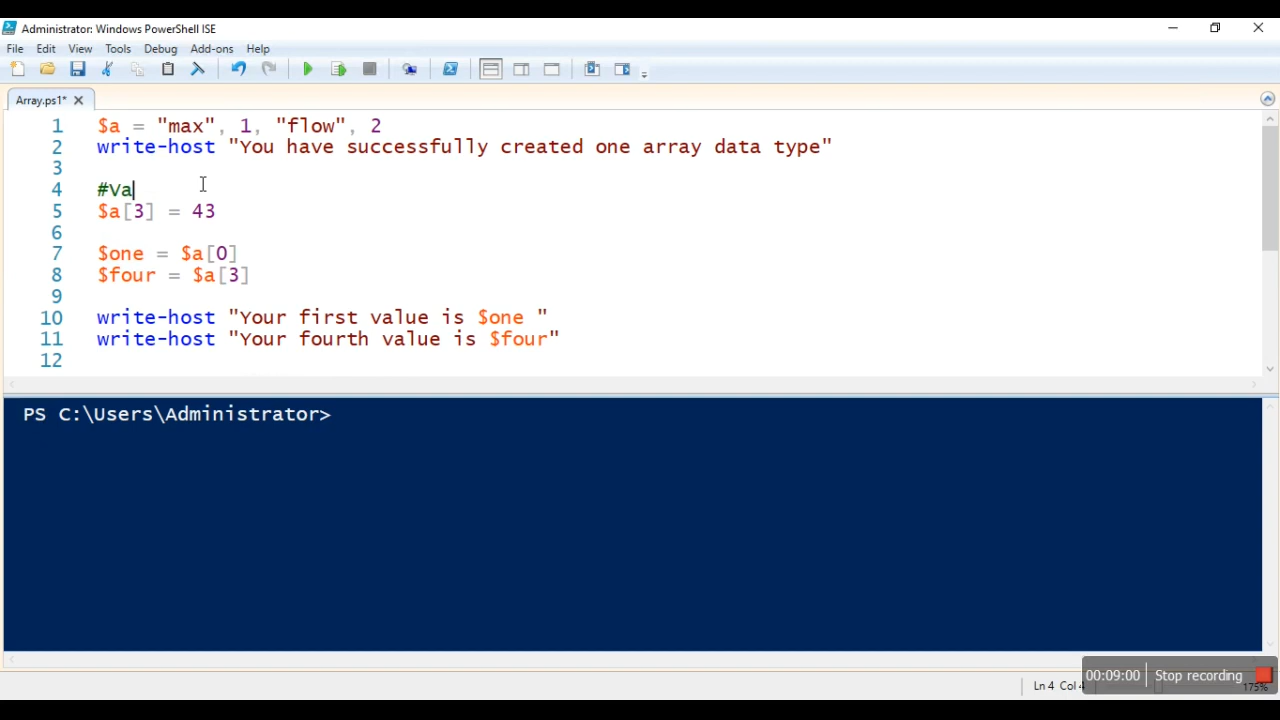 Administrator: Windows PowerShell ISE
File Edit View Tools Debug Add-ons Help
Array.ps1*
1 $a = "max", 1, "flow", 2
2 write-host "You have successfully created one array data type"
3
4 #Va
5 $a[3] = 43
6
7 $one = $a[0]
8 $four = $a[3]
9
10 write-host "Your first value is $one "
11 write-host "Your fourth value is $four"
12
PS C:\Users\Administrator>
00:09:00 Stop recording
Ln 4 Col 4 175%